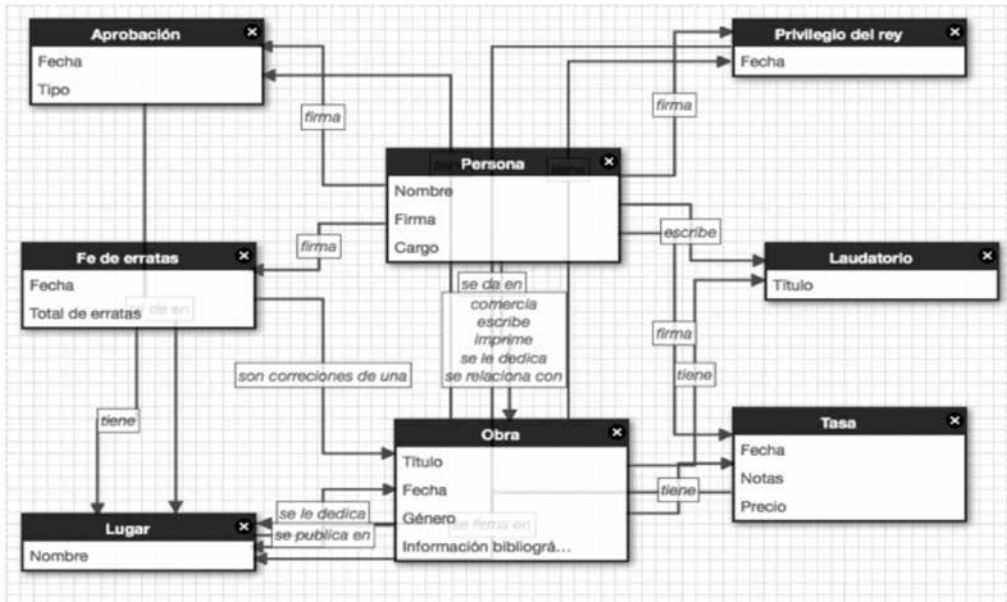 Aprobación
Fecha
Tipo
Privilegio del rey
Fecha
firma
firma
Persona
Nombre
Firma
Cargo
firma
escribe
Fe de erratas
Fecha
Total de erratas
Laudatorio
Título
se da en
comercia
escribe
imprime
se le dedica
se relaciona con
firma
tiene
son correciones de una
tiene
Obra
Título
Fecha
Género
Información bibliográ...
Tasa
Fecha
Notas
Precio
tiene
se le dedica
se publica en
se firma en
Lugar
Nombre